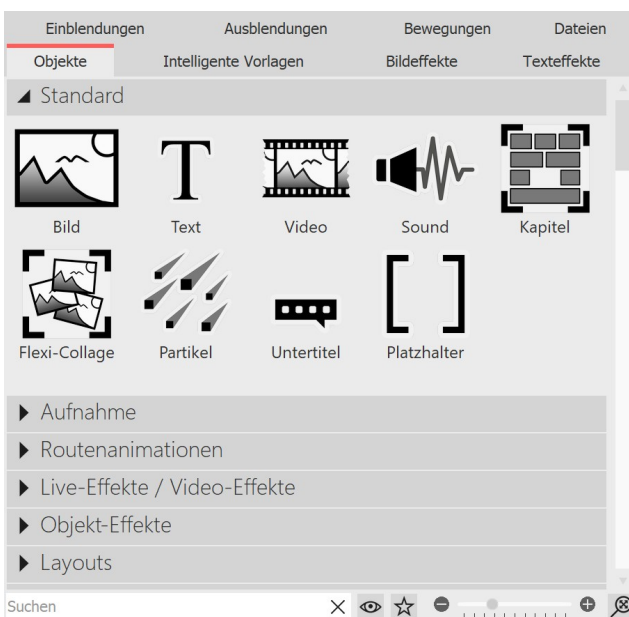 Einblendungen Ausblendungen Bewegungen Dateien
Objekte Intelligente Vorlagen Bildeffekte Texteffekte
Standard
Bild Text Video Sound Kapitel
Flexi-Collage Partikel Untertitel Platzhalter
Aufnahme
Routenanimationen
Live-Effekte / Video-Effekte
Objekt-Effekte
Layouts
Suchen